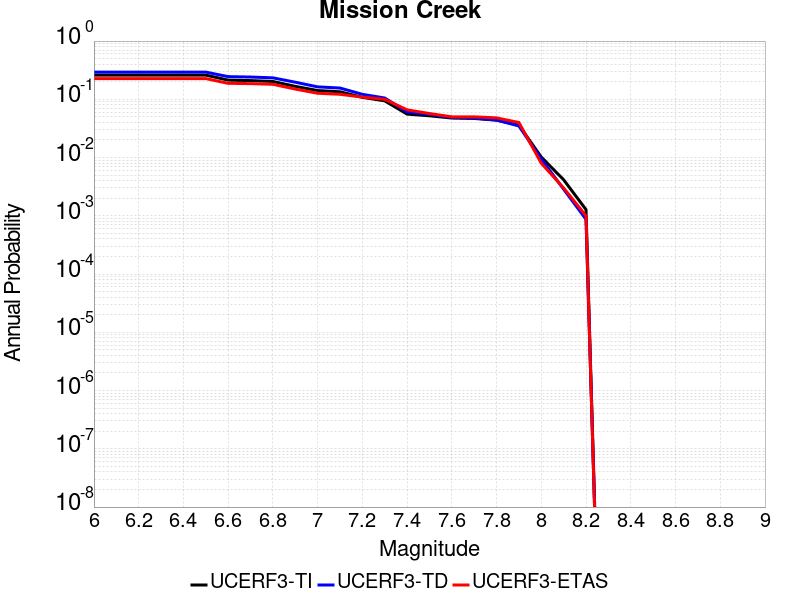 Mission Creek
10^0
10^-1
10^-2
10^-3
10^-4
10^-5
10^-6
10^-7
10^-8
Annual Probability
6 6.2 6.4 6.6 6.8 7 7.2 7.4 7.6 7.8 8 8.2 8.4 8.6 8.8 9
Magnitude
UCERF3-TI UCERF3-TD UCERF3-ETAS